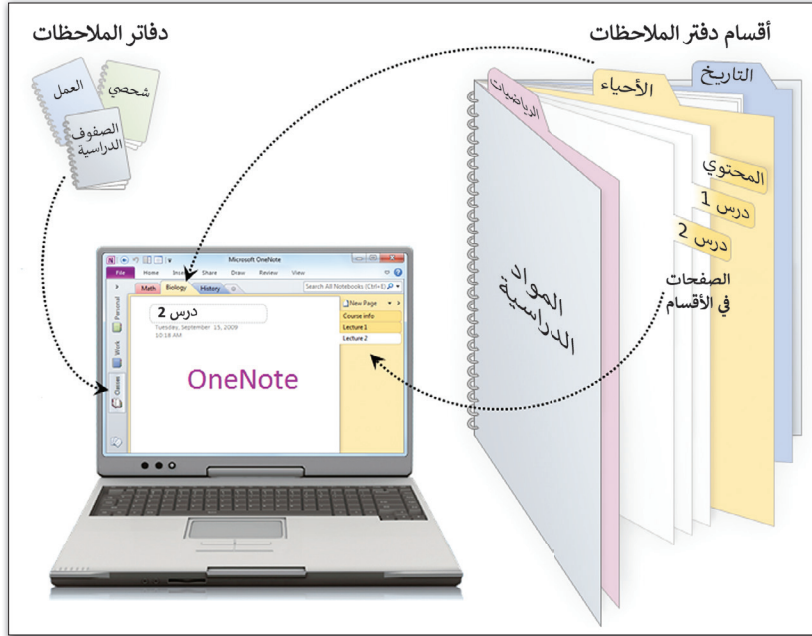 أقسام دفتر الملاحظات
دفاتر الملاحظات
التاريخ
الأحياء
الرياضيات
العمل
شحصي
الصفوف
الدراسية
المحتوي
درس 1
درس 2
الصفحات
في الأقسام
المواد
الدراسية
Microsoft OneNote
File Home Insert Share Draw Review View
Math Biology History
Search All Notebooks (Ctrl+E)
Personal
Work
Classes
درس 2
Tuesday, September 15, 2009
10:18 AM
OneNote
New Page
Course info
Lecture 1
Lecture 2